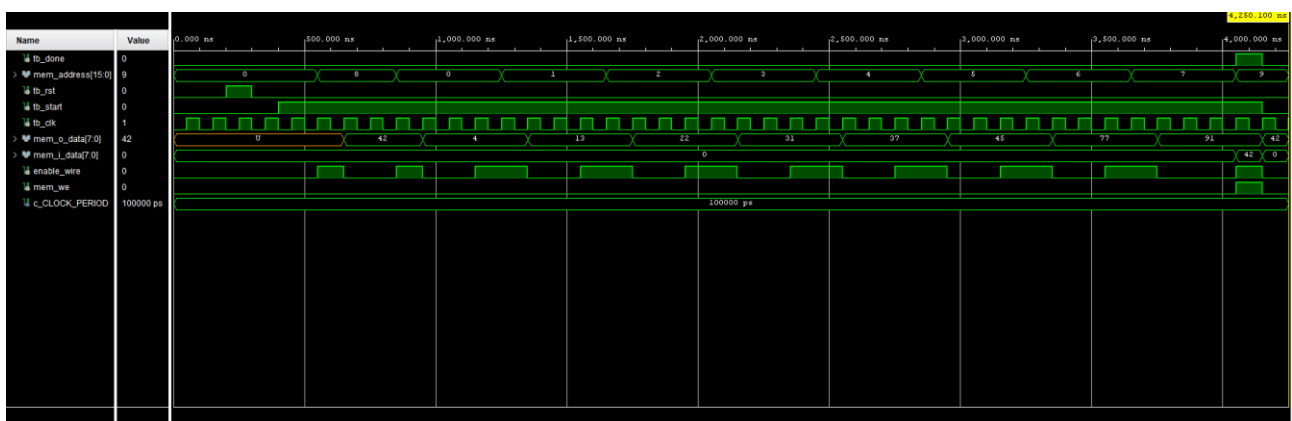 4,250.100 ns
Name Value 0.000 ns 500.000 ns 1,000.000 ns 1,500.000 ns 2,000.000 ns 2,500.000 ns 3,000.000 ns 3,500.000 ns 4,000.000 ns
tb_done 0
mem_address[15:0] 9 0 8 0 1 2 3 4 5 6 7 9
tb_rst 0
tb_start 0
tb_clk 1
mem_o_data[7:0] 42 U 42 4 13 22 31 37 45 77 91 42
mem_i_data[7:0] 0 0 42 0
enable_wire 0
mem_we 0
c_CLOCK_PERIOD 100000 ps 100000 ps